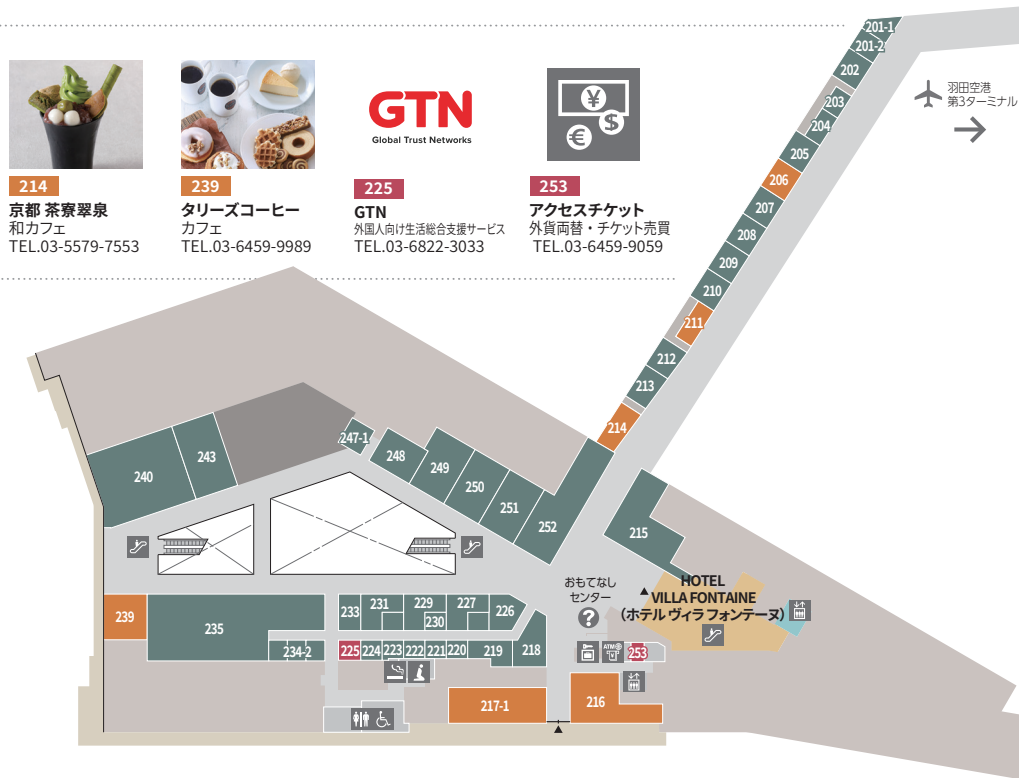 201-1
201-2
202
羽田空港
第3ターミナル
203
204
205
206
207
208
209
210
211
212
213
214
GTN
Global Trust Networks
¥
$
€
214
京都 茶寮翠泉
和カフェ
TEL.03-5579-7553
239
タリーズコーヒー
カフェ
TEL.03-6459-9989
225
GTN
外国人向け生活総合支援サービス
TEL.03-6822-3033
253
アクセスチケット
外貨両替・チケット売買
TEL.03-6459-9059
247-1
248
249
250
251
252
243
240
215
おもてなし
センター
?
HOTEL
VILLA FONTAINE
(ホテル ヴィラ フォンテーヌ)
239
235
233
231
229
227
226
230
234-2
225
224
223
222
221
220
219
218
ATM
253
217-1
216